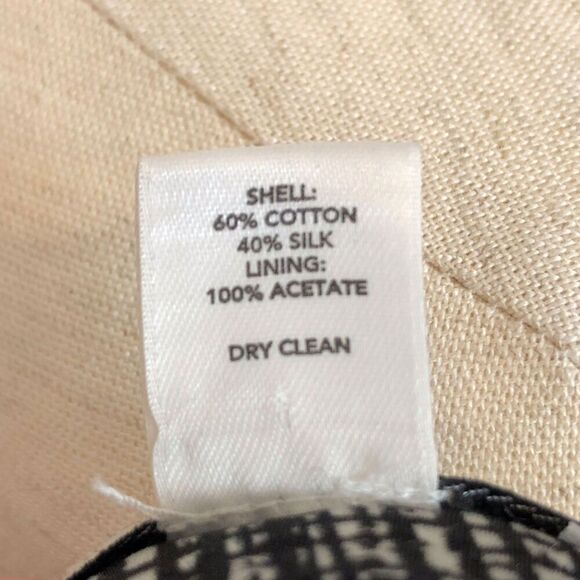 SHELL:
60% COTTON
40% SILK
LINING:
100% ACETATE
DRY CLEAN